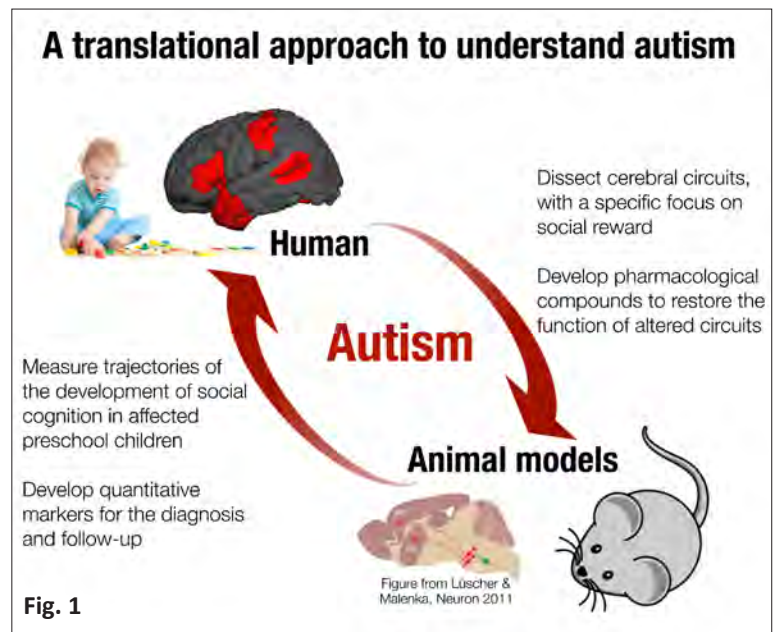 A translational approach to understand autism
Dissect cerebral circuits,
with a specific focus on
social reward
Develop pharmacological
compounds to restore the
function of altered circuits
Human
Autism
Measure trajectories of
the development of social
cognition in affected
preschool children
Develop quantitative
markers for the diagnosis
and follow-up
Animal models
Figure from Lüscher &
Malenka, Neuron 2011
Fig. 1